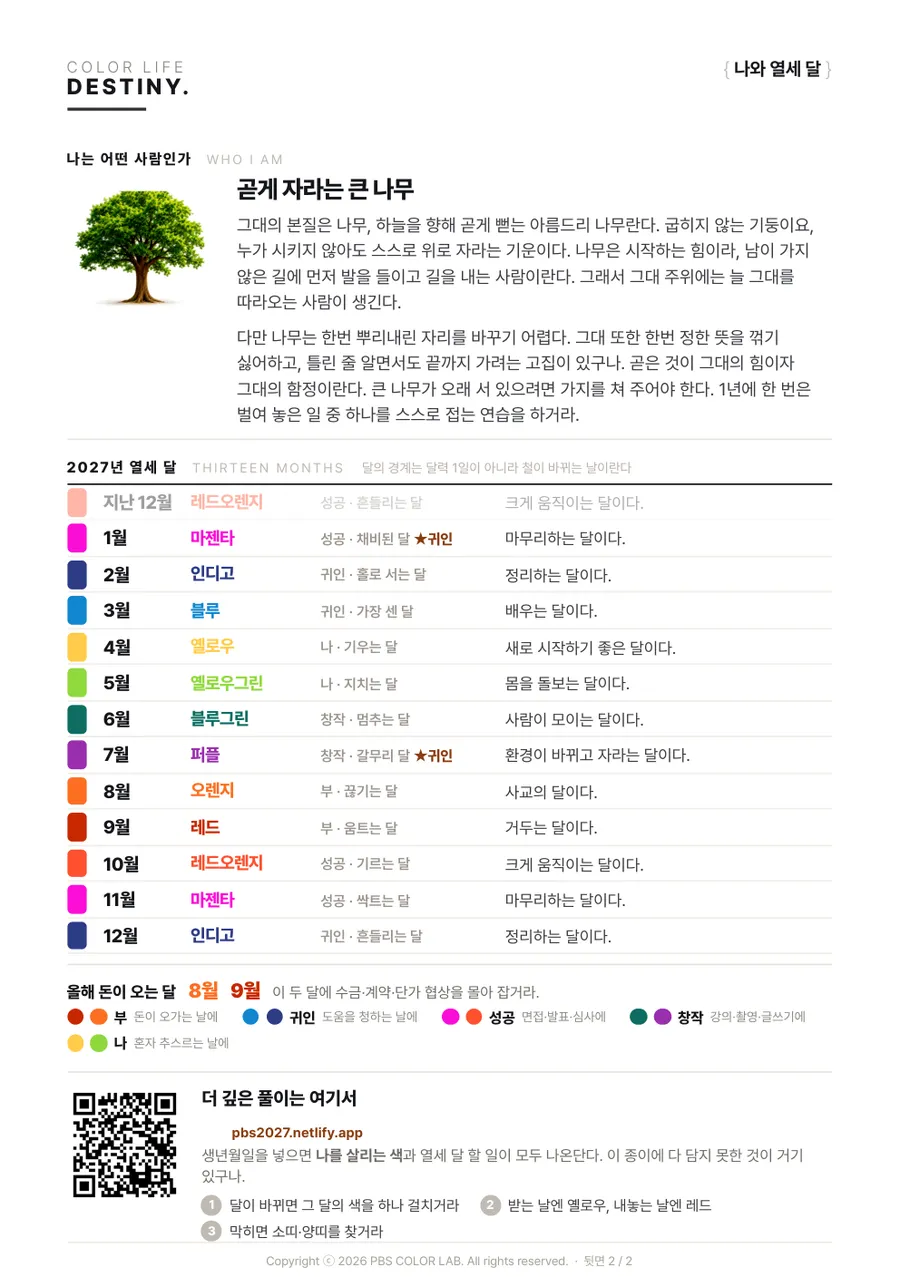 COLOR LIFE
DESTINY.
{ 나와 열세 달 }
나는 어떤 사람인가 WHO I AM
곧게 자라는 큰 나무
그대의 본질은 나무, 하늘을 향해 곧게 뻗는 아름드리 나무란다. 굽히지 않는 기둥이요,
누가 시키지 않아도 스스로 위로 자라는 기운이다. 나무은 시작하는 힘이라, 남이 가지
않은 길에 먼저 발을 들이고 길을 내는 사람이란다. 그래서 그대 주위에는 늘 그대를
따라오는 사람이 생긴다.
다만 나무는 한번 뿌리내린 자리를 바꾸기 어렵다. 그대 또한 한번 정한 뜻을 꺾기
싫어하고, 틀린 줄 알면서도 끝까지 가려는 고집이 있구나. 곧은 것이 그대의 힘이자
그대의 함정이란다. 큰 나무가 오래 서 있으려면 가지를 쳐 주어야 한다. 1년에 한 번은
벌여 놓은 일 중 하나를 스스로 접는 연습을 하거라.
2027년 열세 달 THIRTEEN MONTHS 달의 경계는 달력 1일이 아니라 철이 바뀌는 날이란다
지난 12월 레드오렌지 성공 · 흔들리는 달 크게 움직이는 달이다.
1월 마젠타 성공 · 채비된 달 ★귀인 마무리하는 달이다.
2월 인디고 귀인 · 홀로 서는 달 정리하는 달이다.
3월 블루 귀인 · 가장 센 달 배우는 달이다.
4월 옐로우 나 · 기우는 달 새로 시작하기 좋은 달이다.
5월 옐로우그린 나 · 지치는 달 몸을 돌보는 달이다.
6월 블루그린 창작 · 멈추는 달 사람이 모이는 달이다.
7월 퍼플 창작 · 갈무리 달 ★귀인 환경이 바뀌고 자라는 달이다.
8월 오렌지 부 · 끊기는 달 사교의 달이다.
9월 레드 부 · 움트는 달 거두는 달이다.
10월 레드오렌지 성공 · 기르는 달 크게 움직이는 달이다.
11월 마젠타 성공 · 싹트는 달 마무리하는 달이다.
12월 인디고 귀인 · 흔들리는 달 정리하는 달이다.
올해 돈이 오는 달 8월 9월 이 두 달에 수금·계약·단가 협상을 몰아 잡거라.
부 돈이 오가는 날에 귀인 도움을 청하는 날에 성공 면접·발표·심사에 창작 강의·촬영·글쓰기에
나 혼자 추스르는 날에
더 깊은 풀이는 여기서
pbs2027.netlify.app
생년월일을 넣으면 나를 살리는 색과 열세 달 할 일이 모두 나온단다. 이 종이에 다 담지 못한 것이 거기
있구나.
1 달이 바뀌면 그 달의 색을 하나 걸치거라 2 받는 날엔 옐로우, 내놓는 날엔 레드
3 막히면 소띠·양띠를 찾거라
Copyright ⓒ 2026 PBS COLOR LAB. All rights reserved. · 뒷면 2 / 2